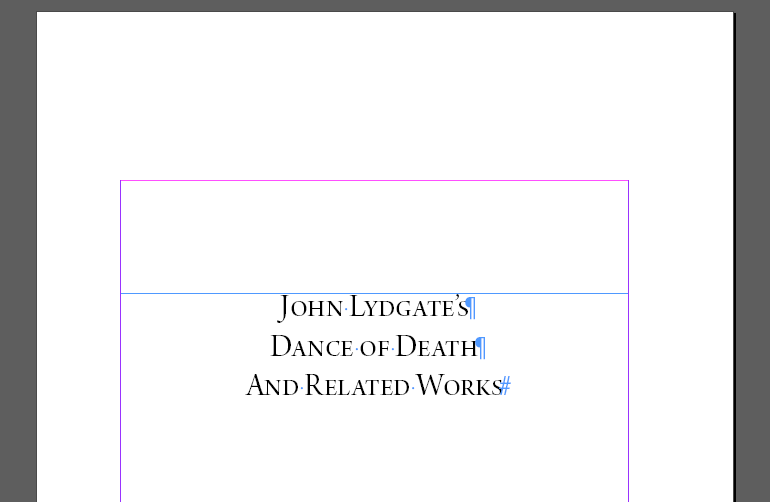 John Lydgate’s
Dance of Death
And Related Works